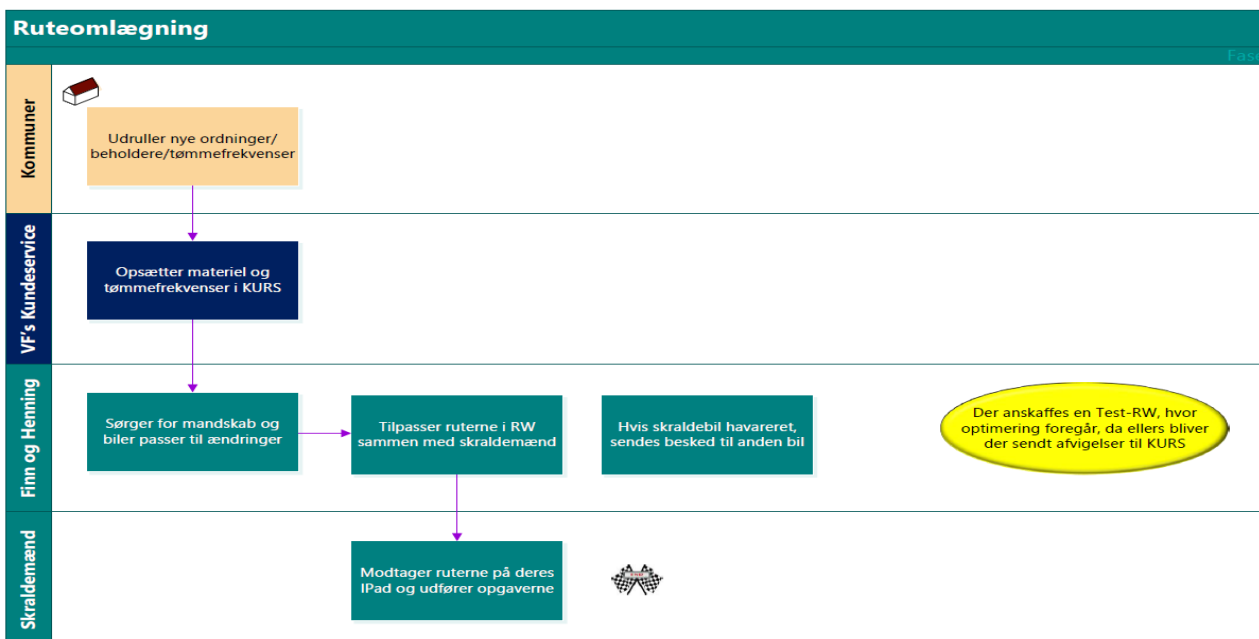 Ruteomlægning
Fase
Kommuner
Udruller nye ordninger/
beholdere/tømmefrekvenser
VF's Kundeservice
Opsætter materiel og
tømmefrekvenser i KURS
Finn og Henning
Sørger for mandskab og
biler passer til ændringer
Tilpasser ruterne i RW
sammen med skraldemænd
Hvis skraldebil havareret,
sendes besked til anden bil
Der anskaffes en Test-RW, hvor
optimering foregår, da ellers bliver
der sendt afvigelser til KURS
Skraldemænd
Modtager ruterne på deres
IPad og udfører opgaverne